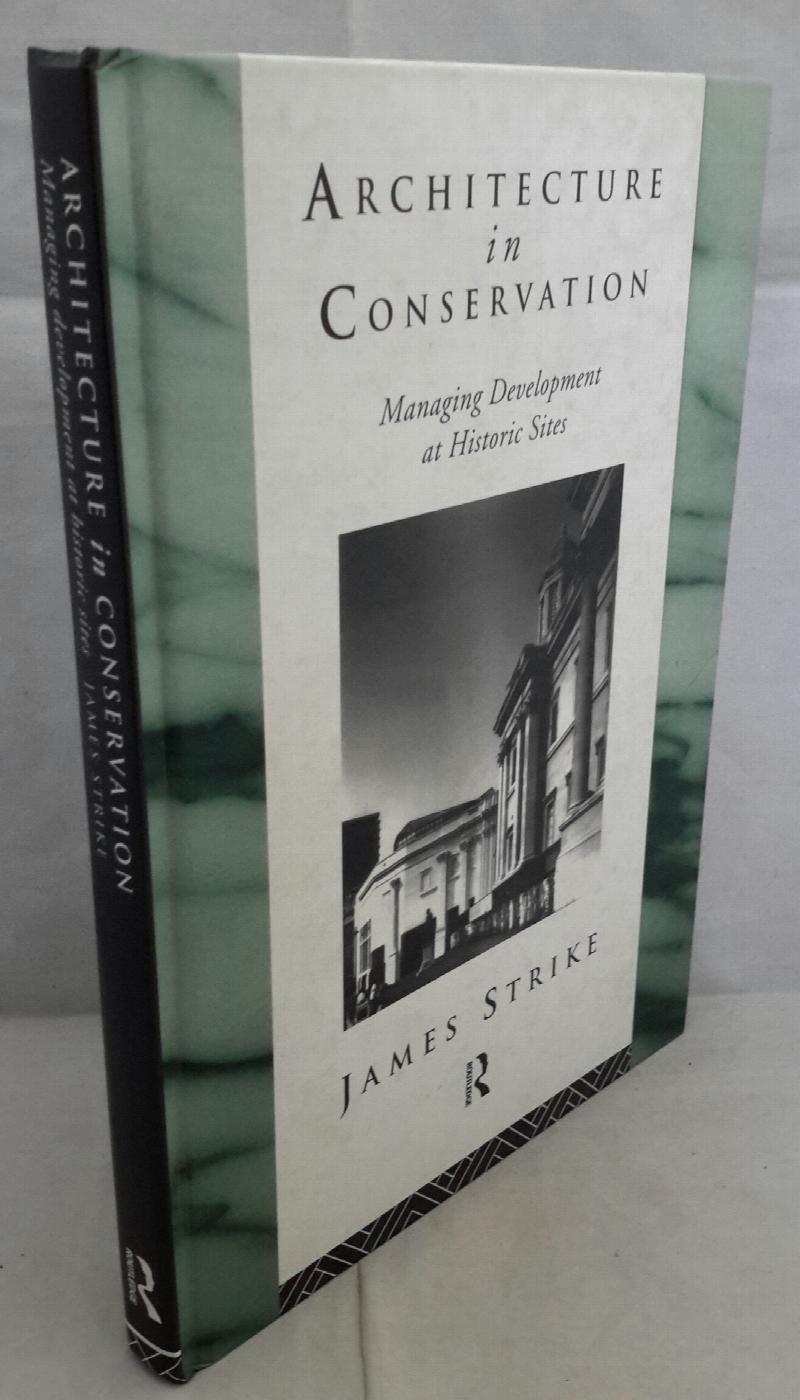 ARCHITECTURE
in
CONSERVATION
Managing Development
at Historic Sites
JAMES STRIKE
ROUTLEDGE
ARCHITECTURE in CONSERVATION
Managing development at historic sites JAMES STRIKE
ROUTLEDGE